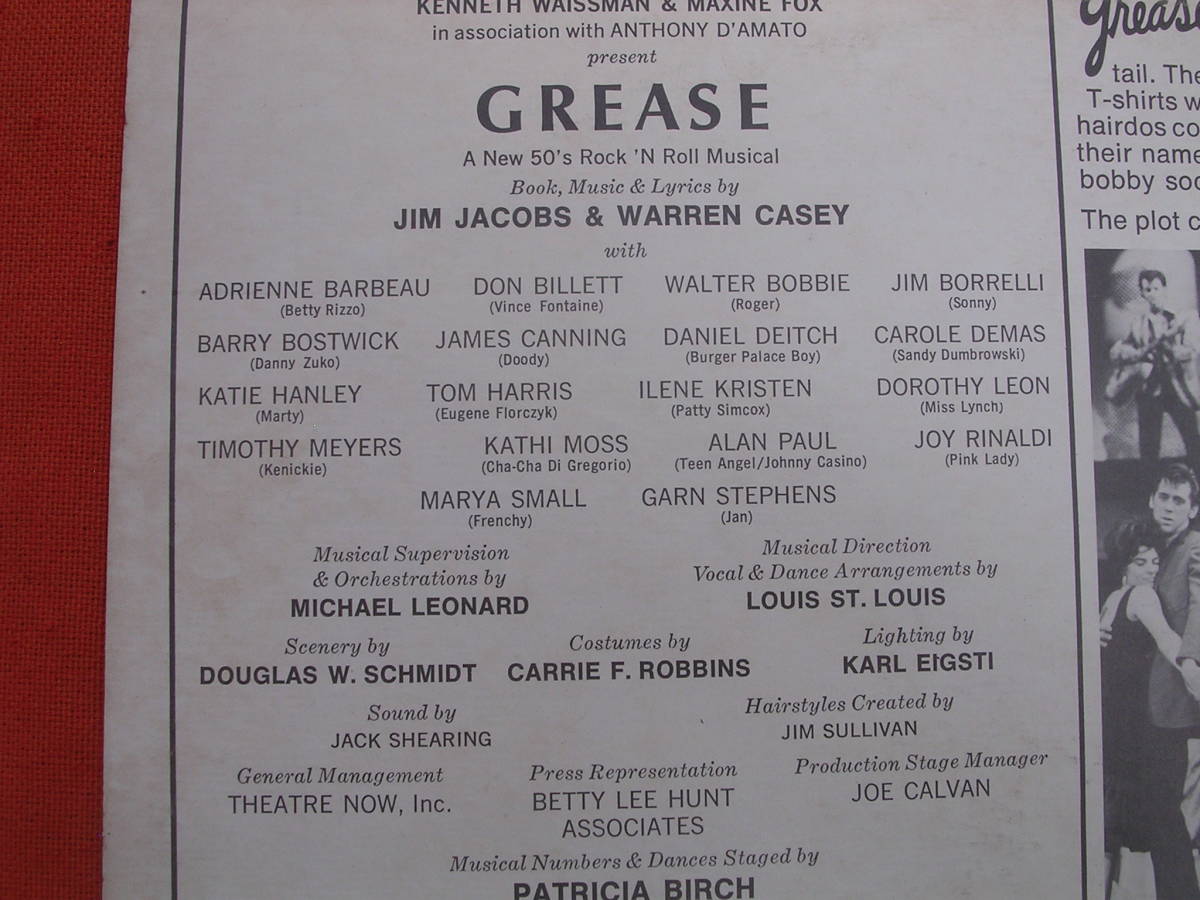 KENNETH WAISSMAN & MAXINE FOX
in association with ANTHONY D'AMATO
present
GREASE
A New 50's Rock 'N Roll Musical
Book, Music & Lyrics by
JIM JACOBS & WARREN CASEY
with
ADRIENNE BARBEAU DON BILLETT WALTER BOBBIE JIM BORRELLI
(Betty Rizzo) (Vince Fontaine) (Roger) (Sonny)
BARRY BOSTWICK JAMES CANNING DANIEL DEITCH CAROLE DEMAS
(Danny Zuko) (Doody) (Burger Palace Boy) (Sandy Dumbrowski)
KATIE HANLEY TOM HARRIS ILENE KRISTEN DOROTHY LEON
(Marty) (Eugene Florczyk) (Patty Simcox) (Miss Lynch)
TIMOTHY MEYERS KATHI MOSS ALAN PAUL JOY RINALDI
(Kenickie) (Cha-Cha Di Gregorio) (Teen Angel/Johnny Casino) (Pink Lady)
MARYA SMALL GARN STEPHENS
(Frenchy) (Jan)
Musical Supervision
& Orchestrations by
MICHAEL LEONARD
Musical Direction
Vocal & Dance Arrangements by
LOUIS ST. LOUIS
Scenery by Costumes by Lighting by
DOUGLAS W. SCHMIDT CARRIE F. ROBBINS KARL EIGSTI
Sound by Hairstyles Created by
JACK SHEARING JIM SULLIVAN
General Management Press Representation Production Stage Manager
THEATRE NOW, Inc. BETTY LEE HUNT JOE CALVAN
ASSOCIATES
Musical Numbers & Dances Staged by
PATRICIA BIRCH
Grease
tail. The
T-shirts w
hairdos co
their name
bobby soc
The plot c